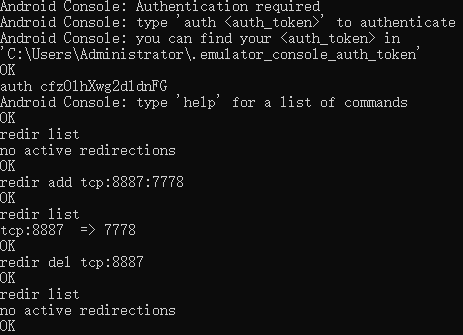 Android Console: Authentication required
Android Console: type 'auth <auth_token>' to authenticate
Android Console: you can find your <auth_token> in
'C:\Users\Administrator\.emulator_console_auth_token'
OK
auth cfzOlhXwg2dldnFG
Android Console: type 'help' for a list of commands
OK
redir list
no active redirections
OK
redir add tcp:8887:7778
OK
redir list
tcp:8887  => 7778
OK
redir del tcp:8887
OK
redir list
no active redirections
OK